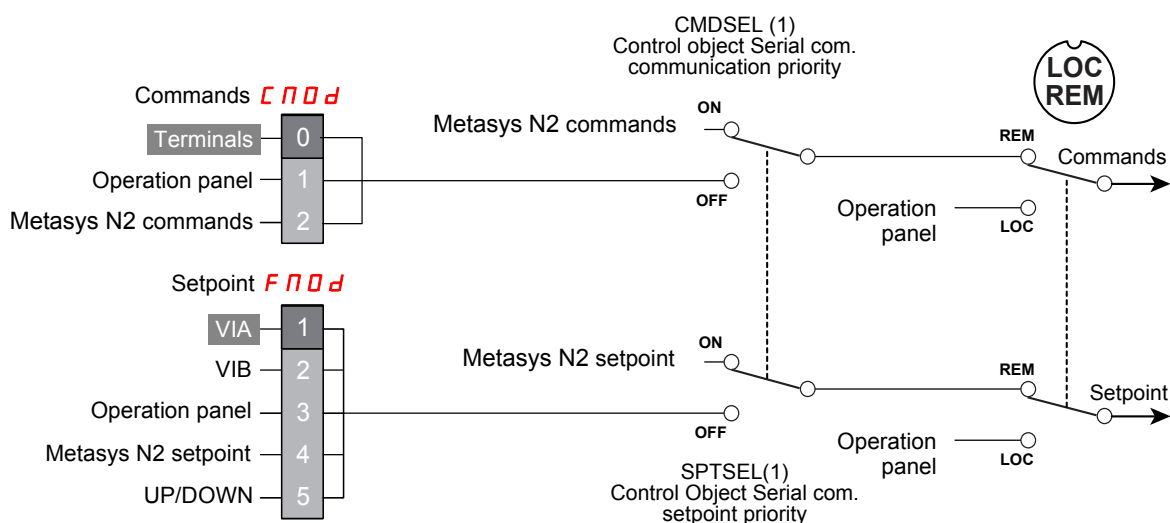 CMDSEL (1)
Control object Serial com.
communication priority
LOC
REM
Commands CMOd
Terminals 0
Operation panel 1
Metasys N2 commands 2
Metasys N2 commands
ON
OFF
REM
Commands
Operation
panel
LOC
Setpoint FMOd
VIA 1
VIB 2
Operation panel 3
Metasys N2 setpoint 4
UP/DOWN 5
Metasys N2 setpoint
ON
OFF
REM
Setpoint
Operation
panel
LOC
SPTSEL(1)
Control Object Serial com.
setpoint priority